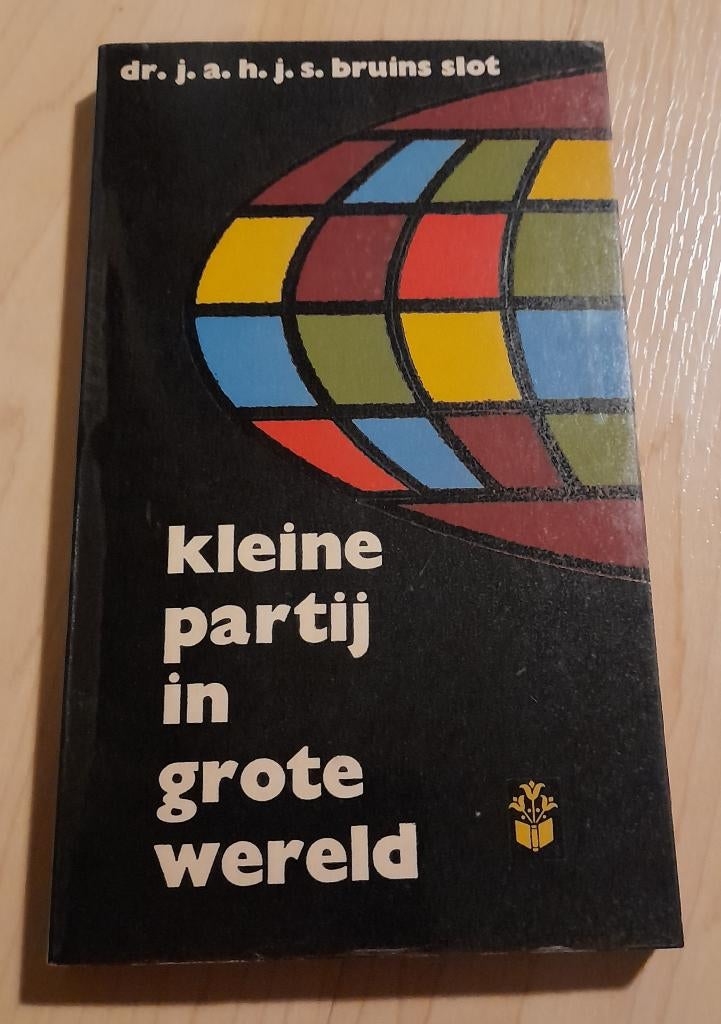 dr. j. a. h. j. s. bruins slot
kleine
partij
in
grote
wereld